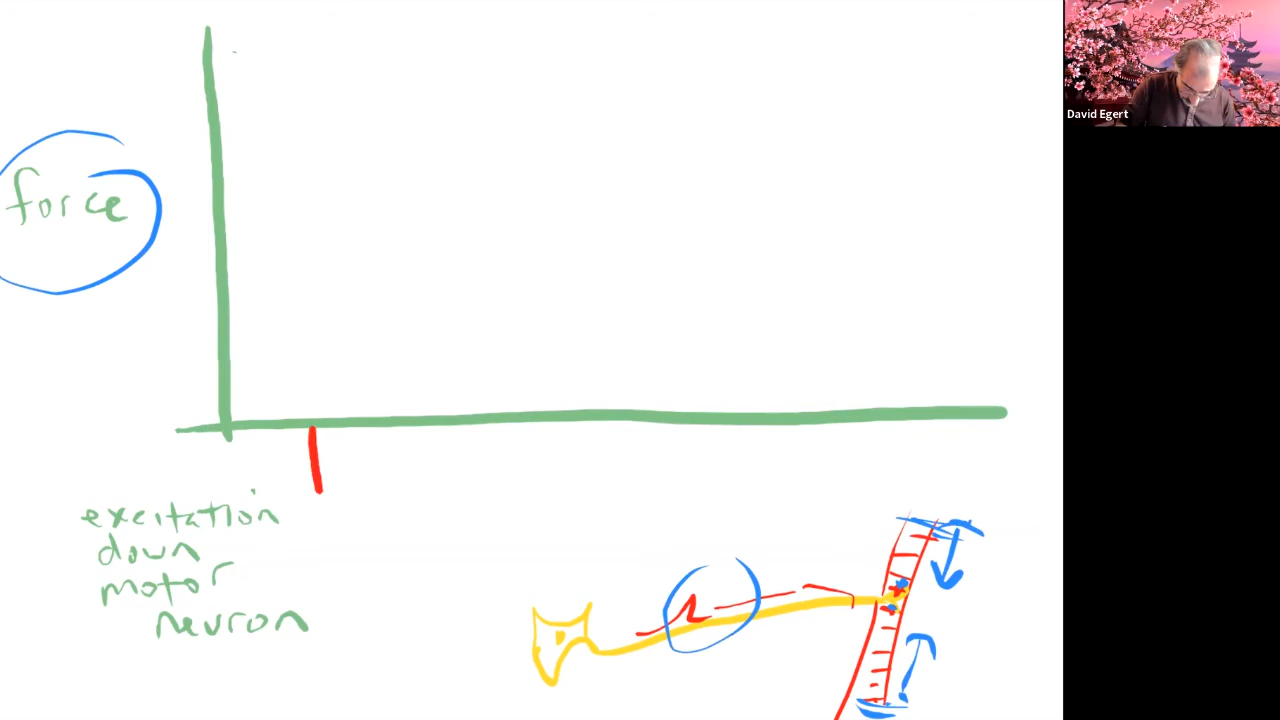 David Egert
force
excitation
down
motor
neuron